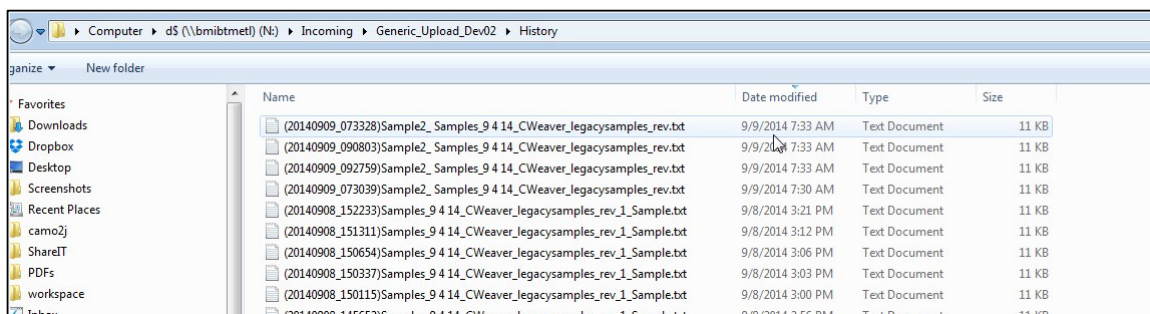 Computer d$ (\\bmibtmetl) (N:) Incoming Generic_Upload_Dev02 History
ganize New folder
Name Date modified Type Size
Favorites
Downloads
Dropbox
Desktop
Screenshots
Recent Places
camo2j
ShareIT
PDFs
workspace
(20140909_073328)Sample2_ Samples_9 4 14_CWeaver_legacysamples_rev.txt 9/9/2014 7:33 AM Text Document 11 KB
(20140909_090803)Sample2_ Samples_9 4 14_CWeaver_legacysamples_rev.txt 9/9/2014 7:33 AM Text Document 11 KB
(20140909_092759)Sample2_ Samples_9 4 14_CWeaver_legacysamples_rev.txt 9/9/2014 7:33 AM Text Document 11 KB
(20140909_073039)Sample2_ Samples_9 4 14_CWeaver_legacysamples_rev.txt 9/9/2014 7:30 AM Text Document 11 KB
(20140908_152233)Samples_9 4 14_CWeaver_legacysamples_rev_1_Sample.txt 9/8/2014 3:21 PM Text Document 11 KB
(20140908_151311)Samples_9 4 14_CWeaver_legacysamples_rev_1_Sample.txt 9/8/2014 3:12 PM Text Document 11 KB
(20140908_150654)Samples_9 4 14_CWeaver_legacysamples_rev_1_Sample.txt 9/8/2014 3:06 PM Text Document 11 KB
(20140908_150337)Samples_9 4 14_CWeaver_legacysamples_rev_1_Sample.txt 9/8/2014 3:03 PM Text Document 11 KB
(20140908_150115)Samples_9 4 14_CWeaver_legacysamples_rev_1_Sample.txt 9/8/2014 3:00 PM Text Document 11 KB